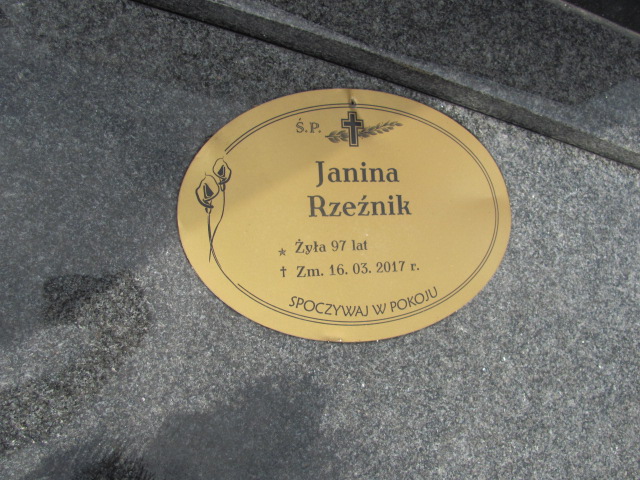 Ś.P.
Janina
Rzeźnik
Żyła 97 lat
Zm. 16. 03. 2017 r.
SPOCZYWAJ W POKOJU